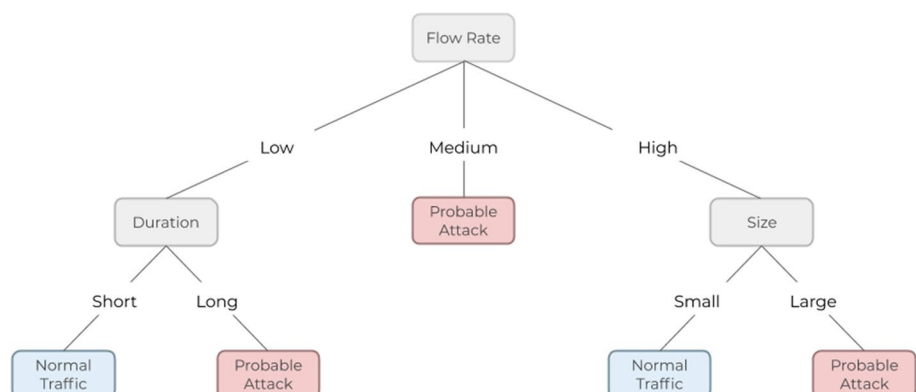 Flow Rate
Low
Medium
High
Duration
Probable
Attack
Size
Short
Long
Small
Large
Normal
Traffic
Probable
Attack
Normal
Traffic
Probable
Attack